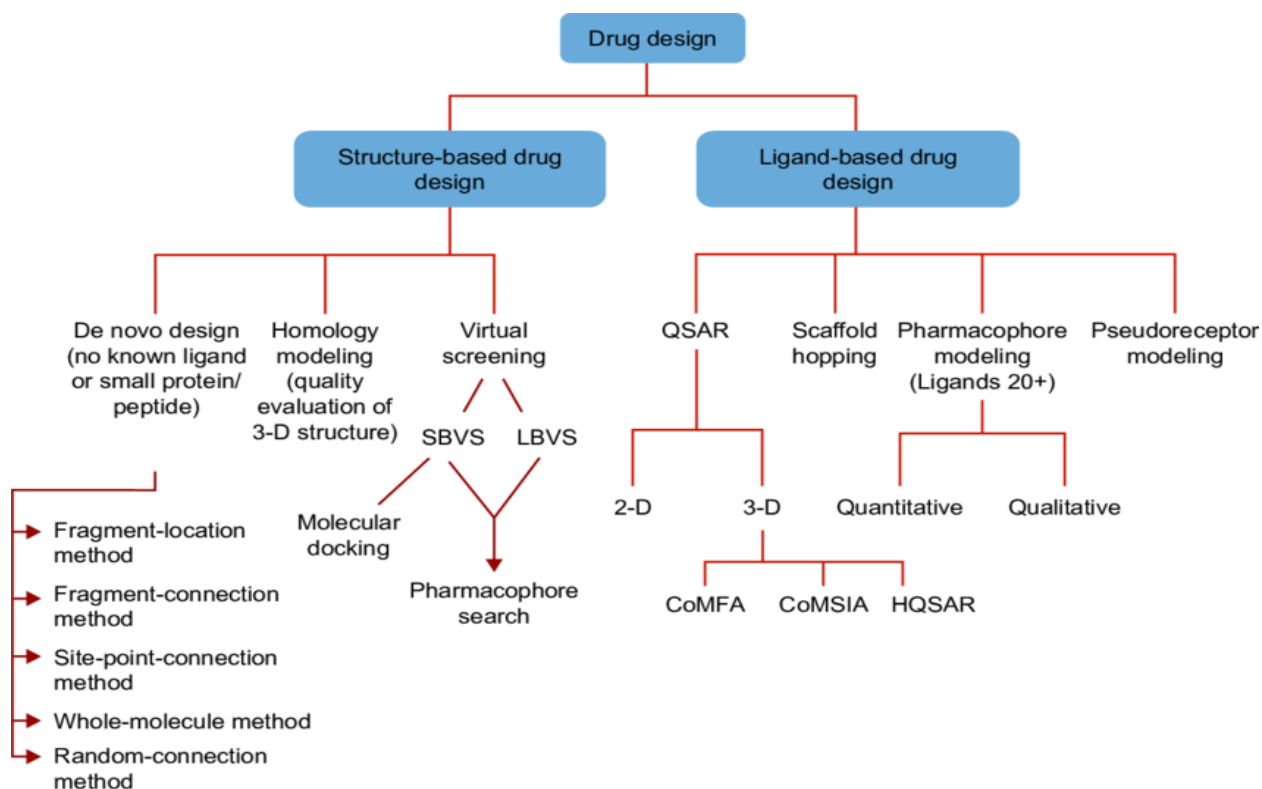 Drug design
Structure-based drug
design
Ligand-based drug
design
De novo design
(no known ligand
or small protein/
peptide)
Homology
modeling
(quality
evaluation of
3-D structure)
Virtual
screening
QSAR
Scaffold
hopping
Pharmacophore
modeling
(Ligands 20+)
Pseudoreceptor
modeling
SBVS
LBVS
2-D
3-D
Quantitative
Qualitative
Molecular
docking
Pharmacophore
search
CoMFA
CoMSIA
HQSAR
Fragment-location
method
Fragment-connection
method
Site-point-connection
method
Whole-molecule method
Random-connection
method